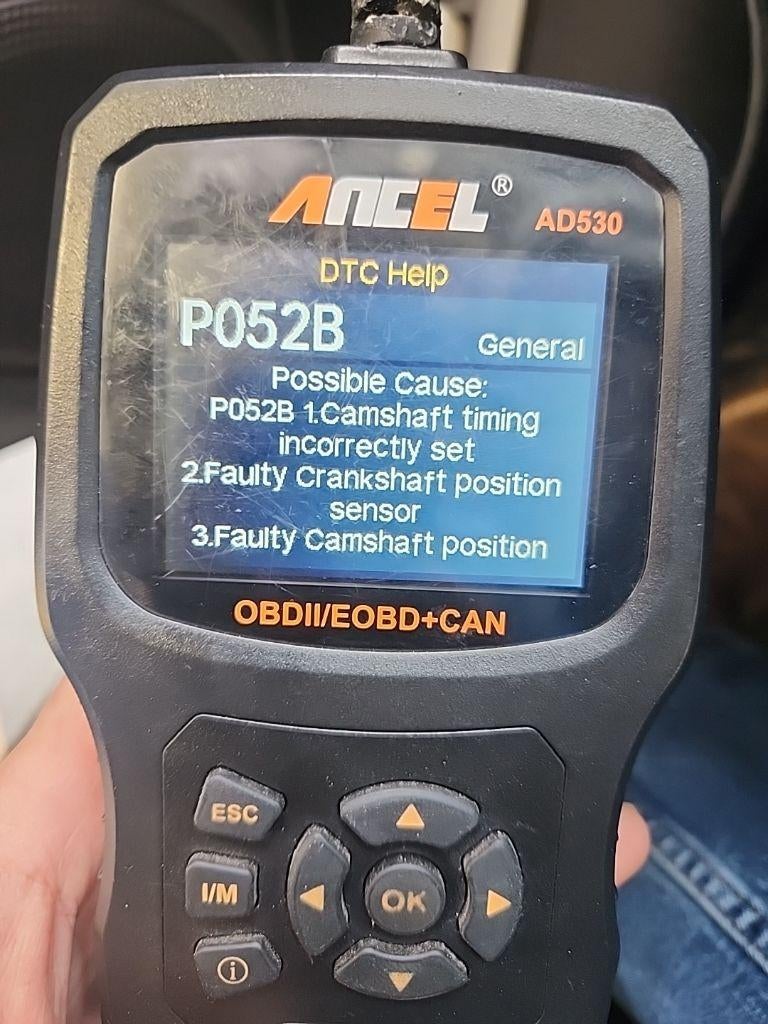 ANCEL®
AD530
DTC Help
P052B
General
Possible Cause:
P052B 1.Camshaft timing
incorrectly set
2.Faulty Crankshaft position
sensor
3.Faulty Camshaft position
OBDII/EOBD+CAN
ESC
I/M
OK
i